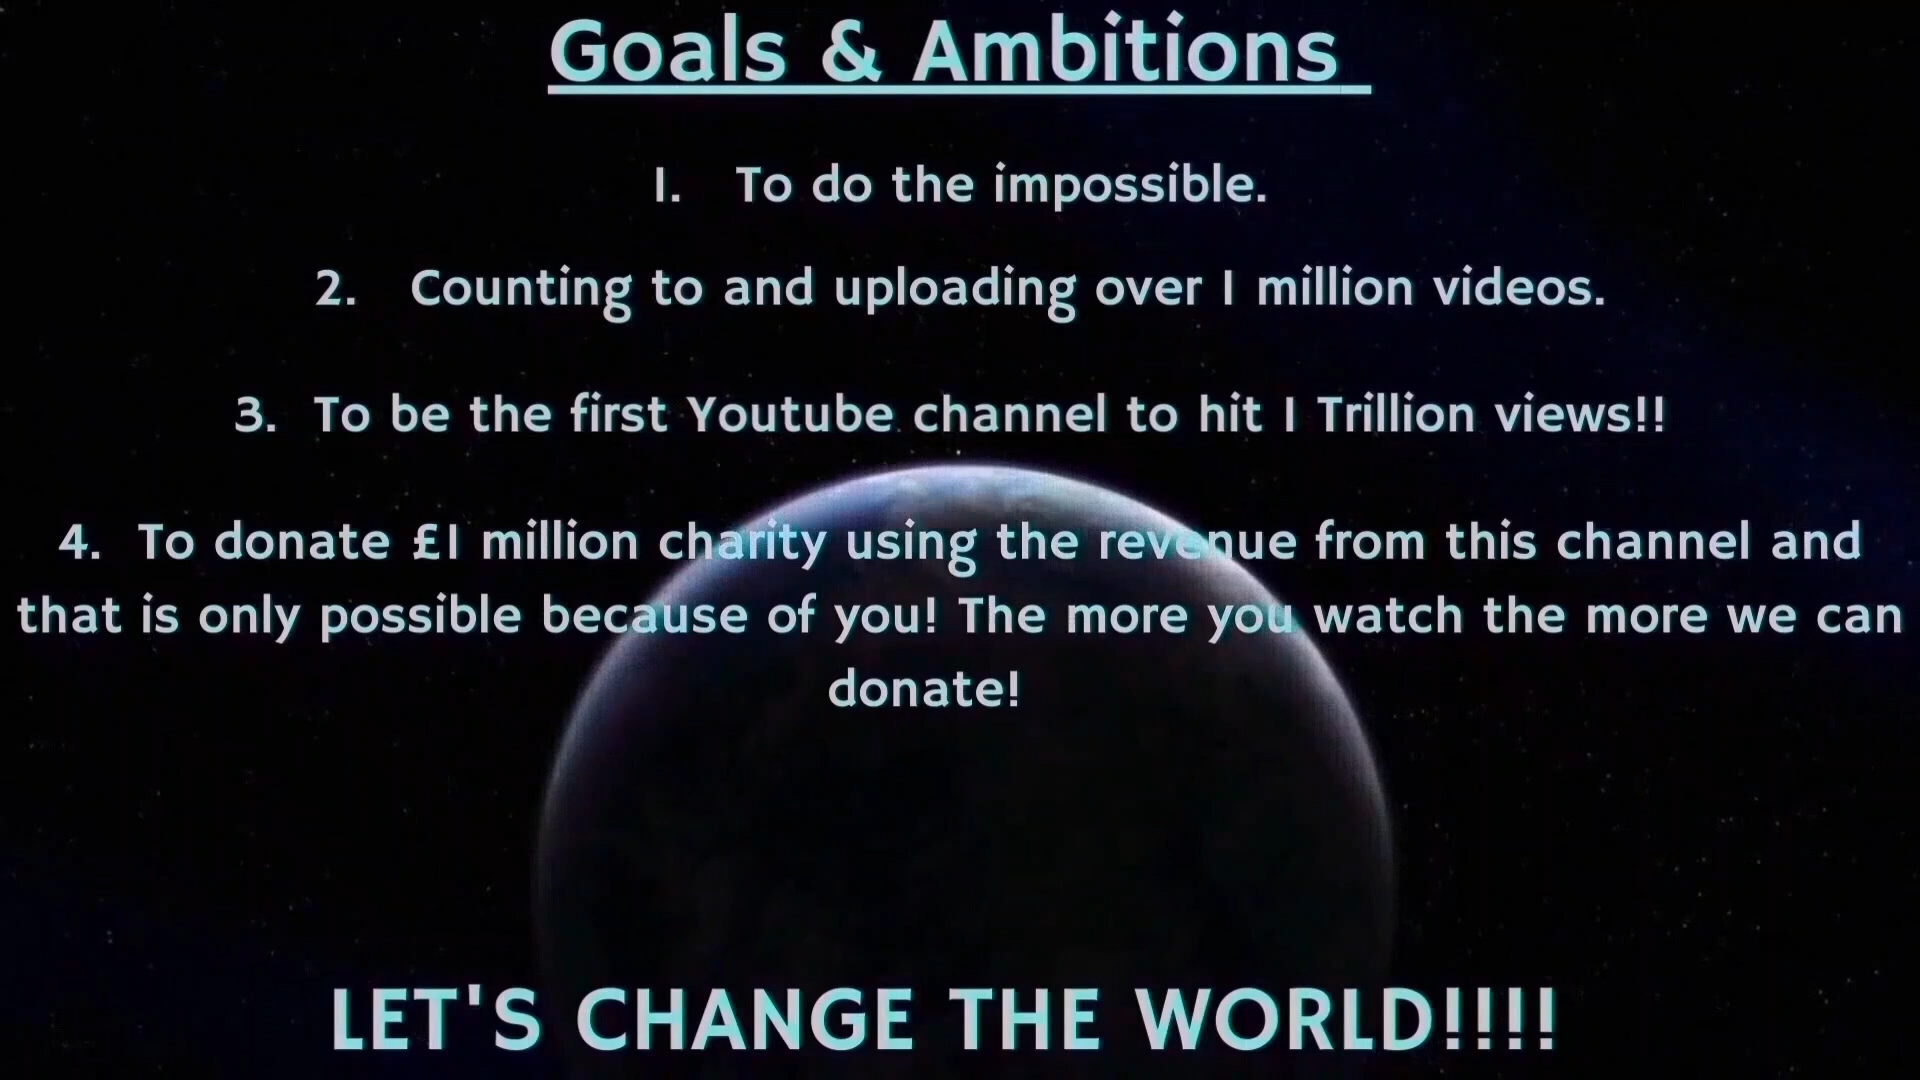 Goals & Ambitions
1. To do the impossible.
2. Counting to and uploading over 1 million videos.
3. To be the first Youtube channel to hit 1 Trillion views!!
4. To donate £1 million charity using the revenue from this channel and
that is only possible because of you! The more you watch the more we can
donate!
LET'S CHANGE THE WORLD!!!!